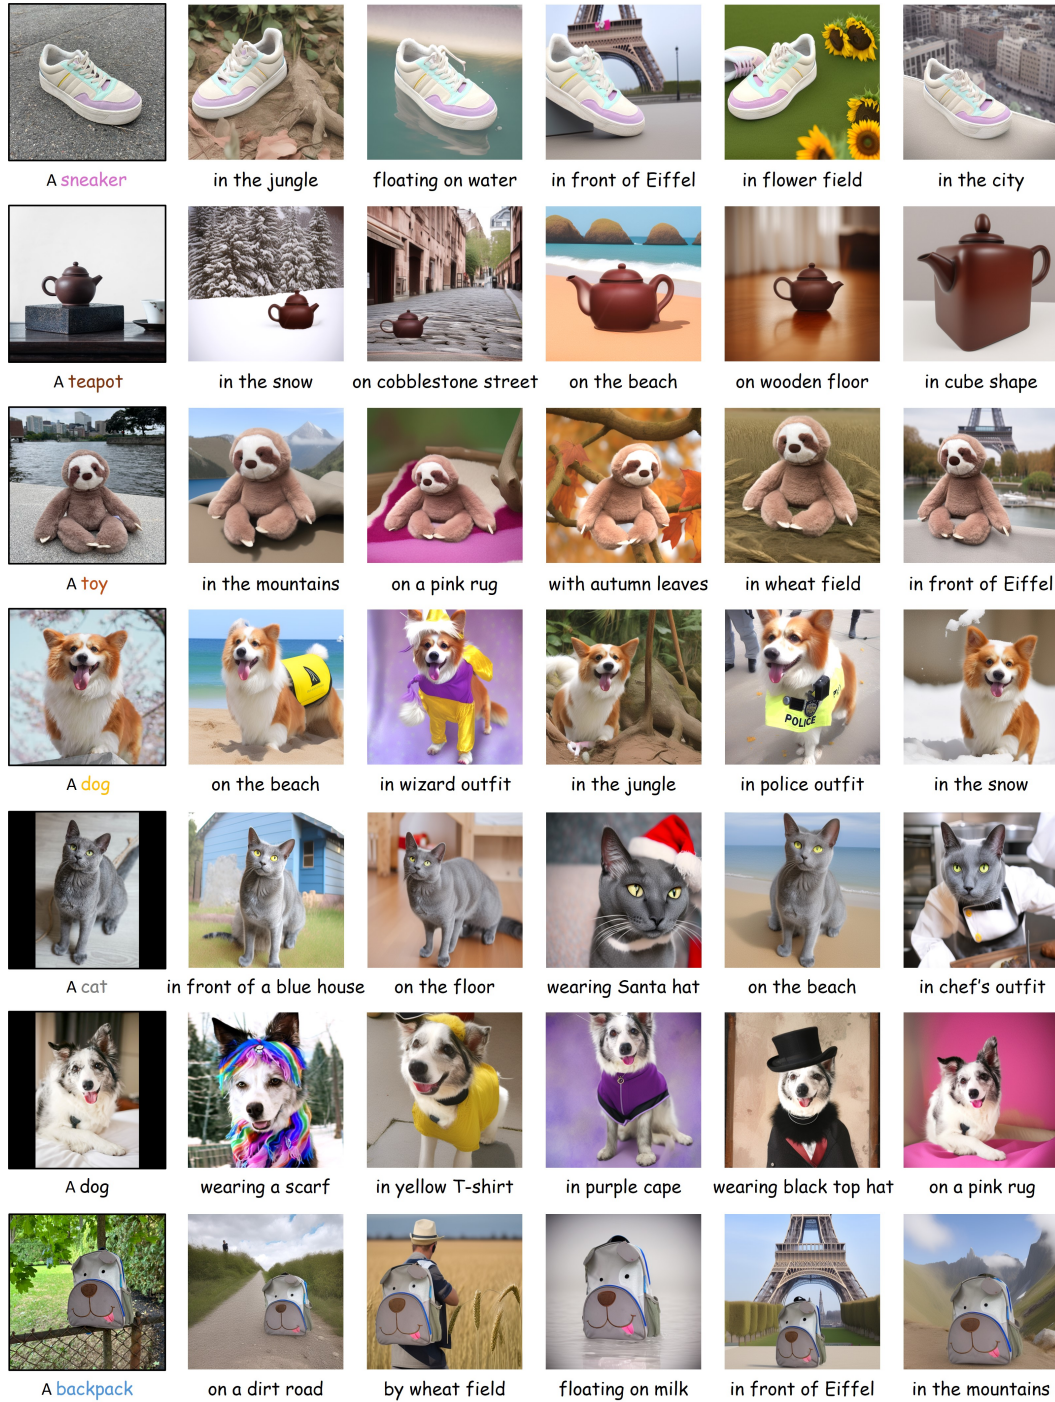 A sneaker
in the jungle
floating on water
in front of Eiffel
in flower field
in the city
A teapot
in the snow
on cobblestone street
on the beach
on wooden floor
in cube shape
A toy
in the mountains
on a pink rug
with autumn leaves
in wheat field
in front of Eiffel
POLICE
A dog
on the beach
in wizard outfit
in the jungle
in police outfit
in the snow
A cat
in front of a blue house
on the floor
wearing Santa hat
on the beach
in chef's outfit
A dog
wearing a scarf
in yellow T-shirt
in purple cape
wearing black top hat
on a pink rug
A backpack
on a dirt road
by wheat field
floating on milk
in front of Eiffel
in the mountains